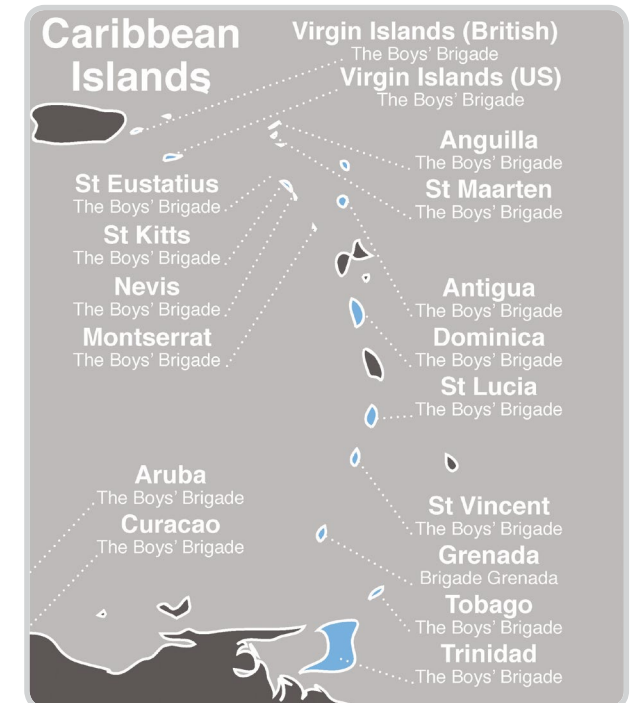 Caribbean
Islands
Virgin Islands (British)
The Boys' Brigade
Virgin Islands (US)
The Boys' Brigade
Anguilla
The Boys' Brigade
St Maarten
The Boys' Brigade
St Eustatius
The Boys' Brigade
St Kitts
The Boys' Brigade
Nevis
The Boys' Brigade
Montserrat
The Boys' Brigade
Antigua
The Boys' Brigade
Dominica
The Boys' Brigade
St Lucia
The Boys' Brigade
Aruba
The Boys' Brigade
Curacao
The Boys' Brigade
St Vincent
The Boys' Brigade
Grenada
Brigade Grenada
Tobago
The Boys' Brigade
Trinidad
The Boys' Brigade